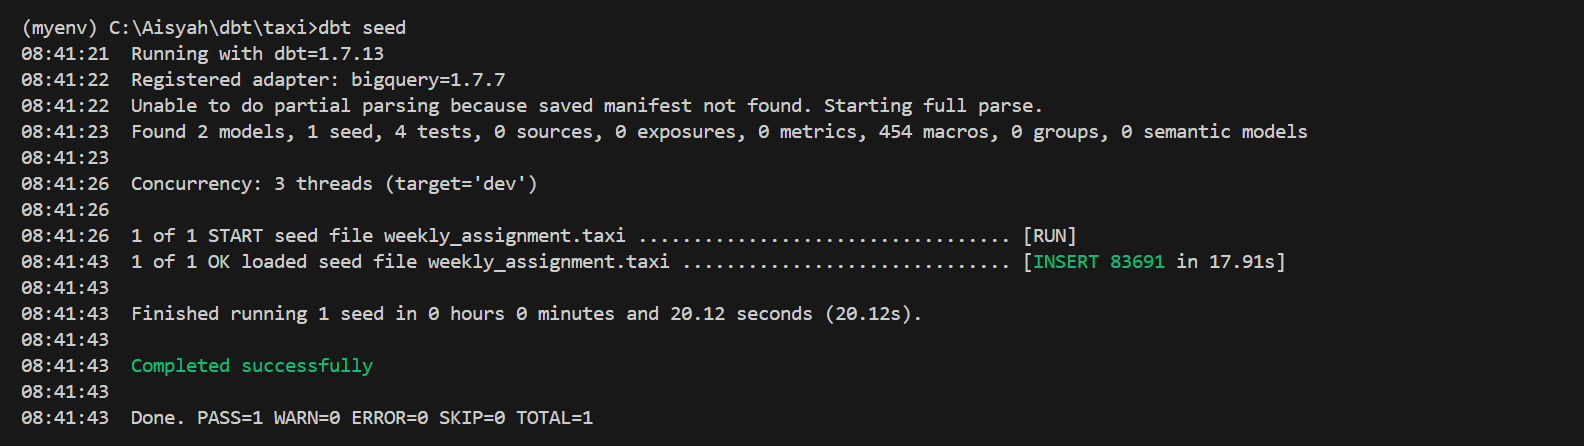 (myenv) C:\Aisyah\dbt\taxi>dbt seed
08:41:21  Running with dbt=1.7.13
08:41:22  Registered adapter: bigquery=1.7.7
08:41:22  Unable to do partial parsing because saved manifest not found. Starting full parse.
08:41:23  Found 2 models, 1 seed, 4 tests, 0 sources, 0 exposures, 0 metrics, 454 macros, 0 groups, 0 semantic models
08:41:23
08:41:26  Concurrency: 3 threads (target='dev')
08:41:26
08:41:26  1 of 1 START seed file weekly_assignment.taxi .................................. [RUN]
08:41:43  1 of 1 OK loaded seed file weekly_assignment.taxi .............................. [INSERT 83691 in 17.91s]
08:41:43
08:41:43  Finished running 1 seed in 0 hours 0 minutes and 20.12 seconds (20.12s).
08:41:43
08:41:43  Completed successfully
08:41:43
08:41:43  Done. PASS=1 WARN=0 ERROR=0 SKIP=0 TOTAL=1